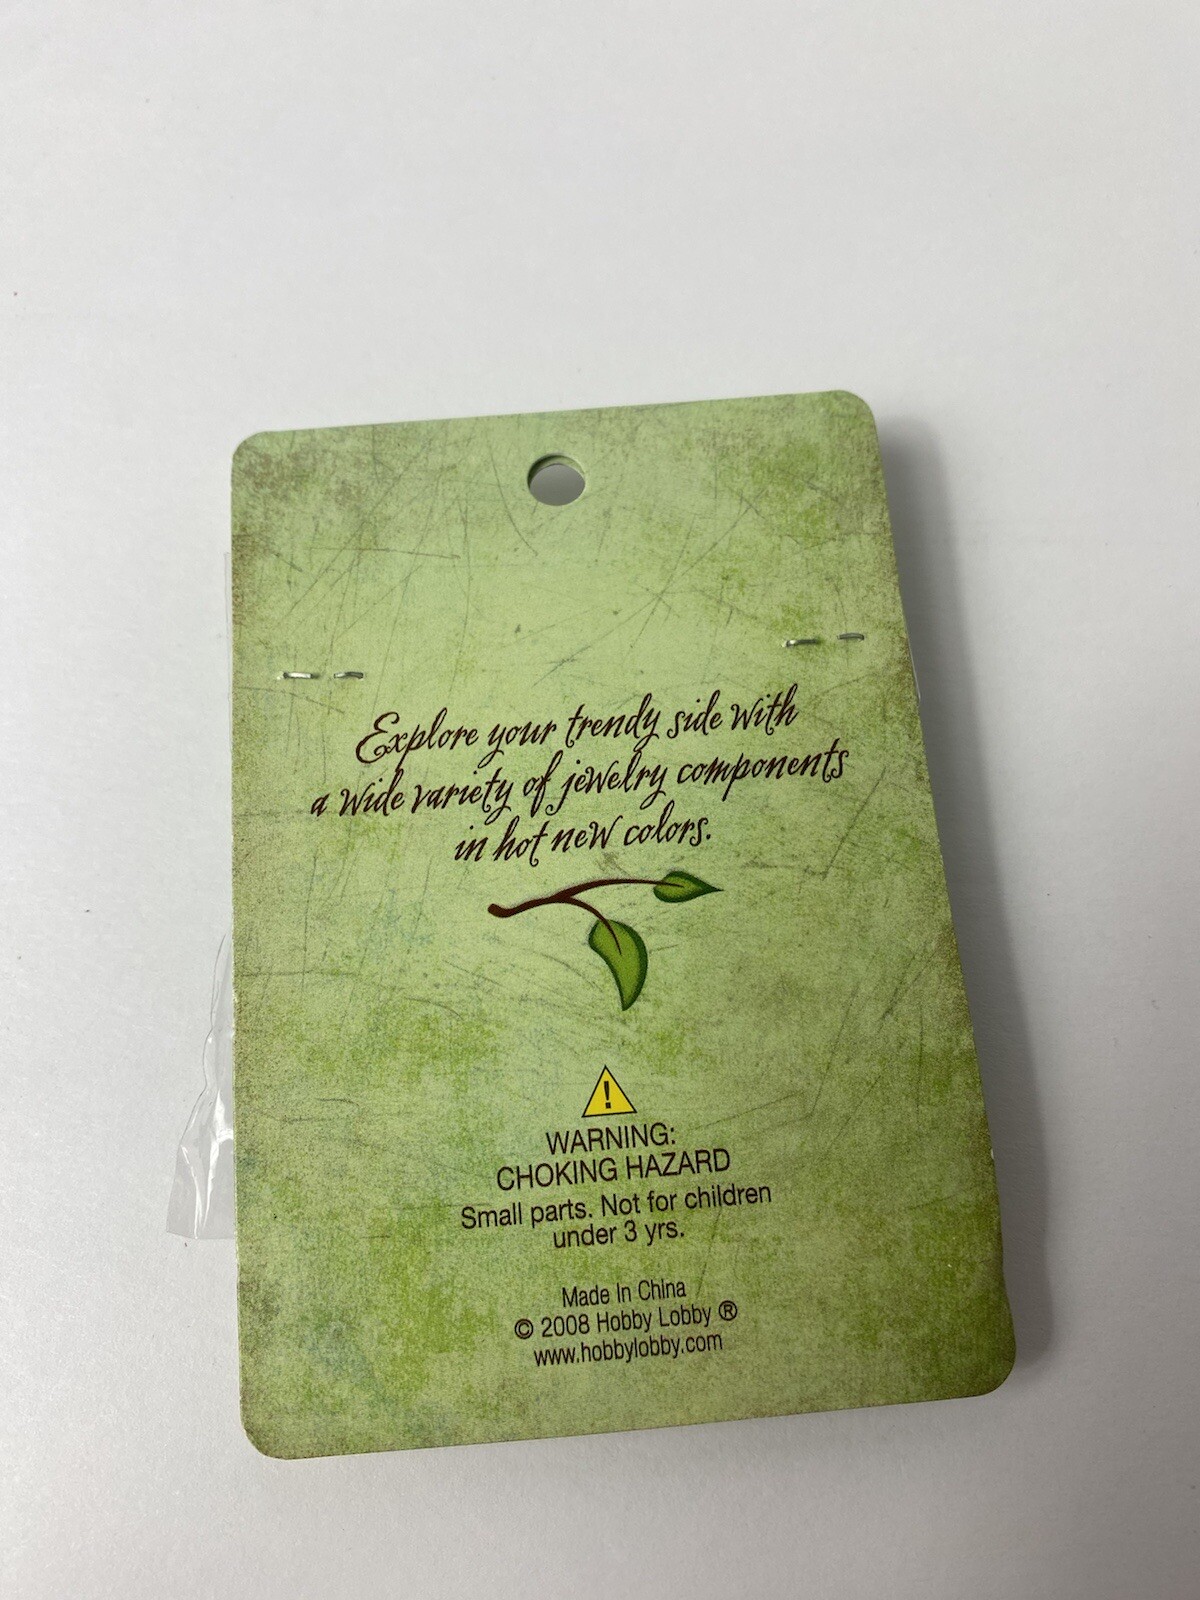 Explore your trendy side with
a wide variety of jewelry components
in hot new colors.
!
WARNING:
CHOKING HAZARD
Small parts. Not for children
under 3 yrs.
Made In China
© 2008 Hobby Lobby ®
www.hobbylobby.com